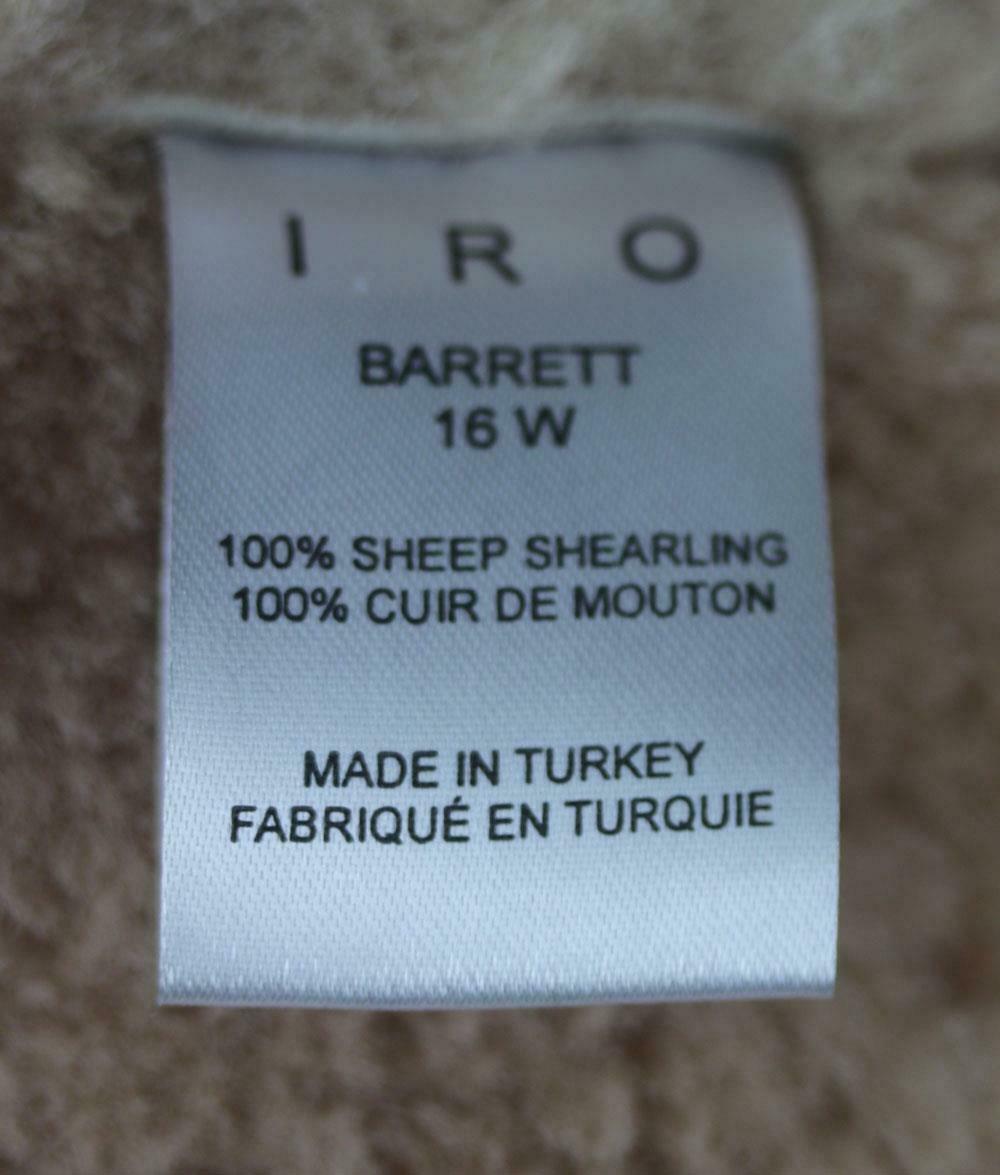 I R O
BARRETT
16 W
100% SHEEP SHEARLING
100% CUIR DE MOUTON
MADE IN TURKEY
FABRIQUÉ EN TURQUIE